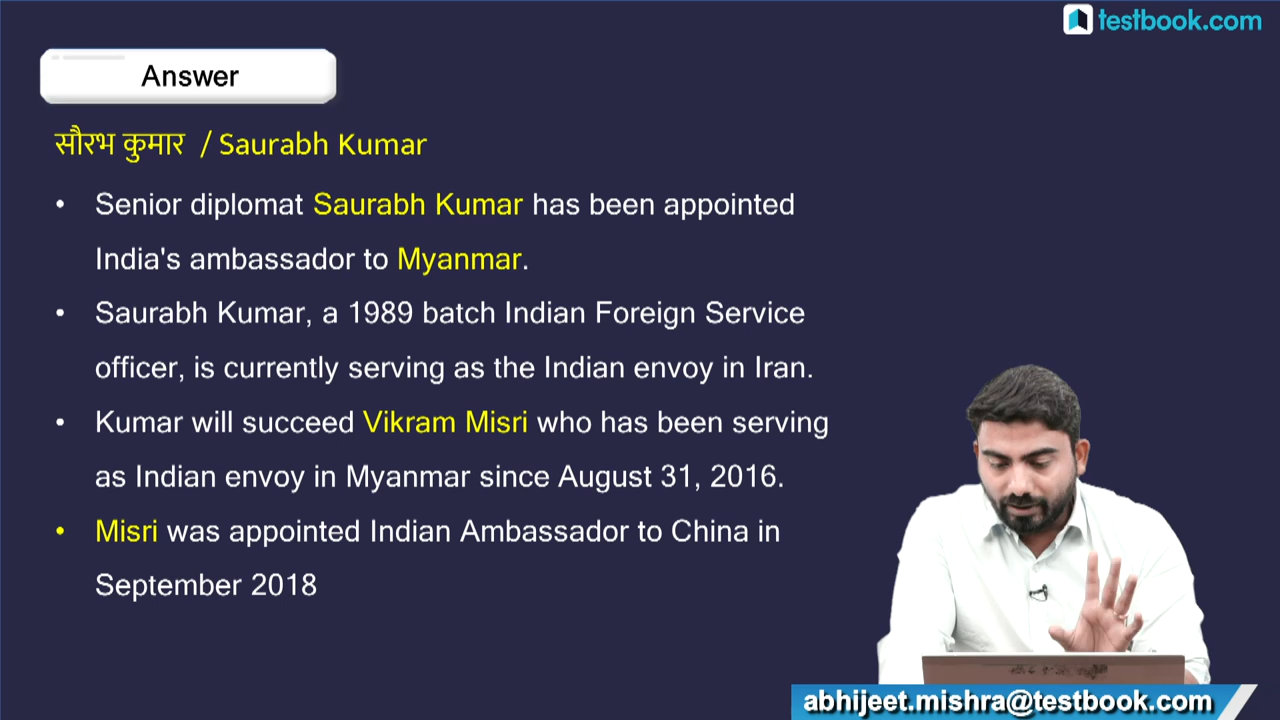 testbook.com
Answer
सौरभ कुमार / Saurabh Kumar
• Senior diplomat Saurabh Kumar has been appointed
India's ambassador to Myanmar.
• Saurabh Kumar, a 1989 batch Indian Foreign Service
officer, is currently serving as the Indian envoy in Iran.
• Kumar will succeed Vikram Misri who has been serving
as Indian envoy in Myanmar since August 31, 2016.
• Misri was appointed Indian Ambassador to China in
September 2018
abhijeet.mishra@testbook.com